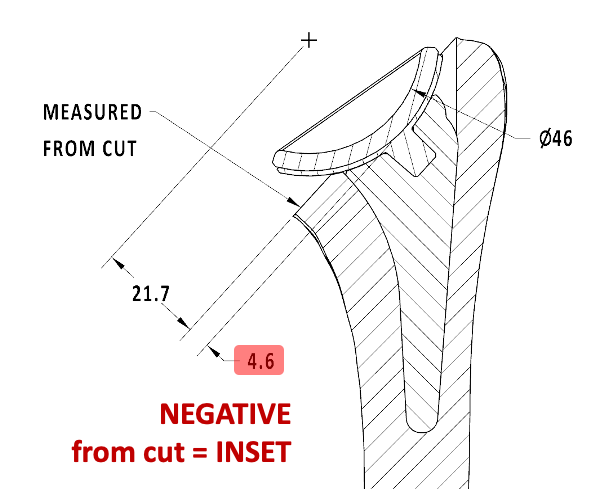 MEASURED
FROM CUT
Ø46
21.7
4.6
NEGATIVE
from cut = INSET